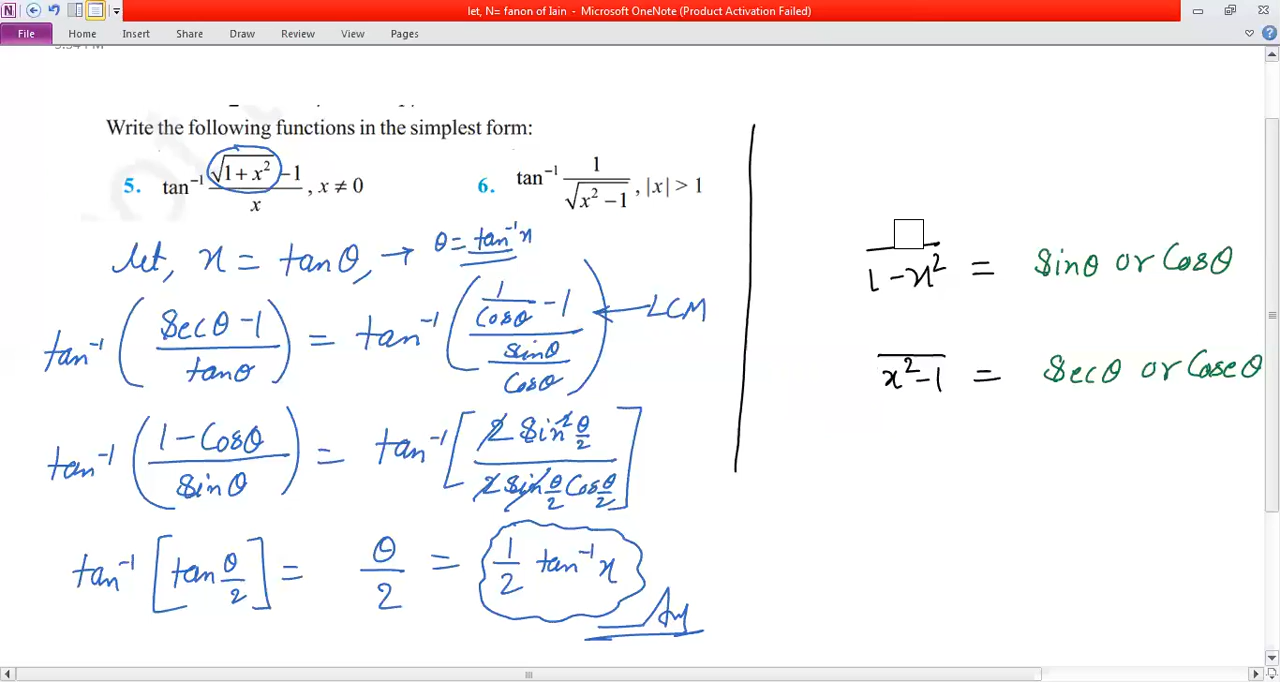 let, N= fanon of lain - Microsoft OneNote (Product Activation Failed)
File Home Insert Share Draw Review View Pages
Write the following functions in the simplest form:
5. tan⁻¹ (√(1+x²) −1)/x , x ≠ 0
6. tan⁻¹ 1/√(x² −1) , |x| > 1
let, x = tanθ, → θ = tan⁻¹x
tan⁻¹ ( (Secθ −1)/tanθ ) = tan⁻¹ ( (1/Cosθ − 1)/(Sinθ/Cosθ) ) ← LCM
tan⁻¹ ( (1 − Cosθ)/Sinθ ) = tan⁻¹ [ 2 Sin² θ/2 / 2 Sin θ/2 Cos θ/2 ]
tan⁻¹ [ tan θ/2 ] = θ/2 = 1/2 tan⁻¹ x
Ans
1 − x² = Sinθ or Cosθ
x² − 1 = Secθ or Cosecθ